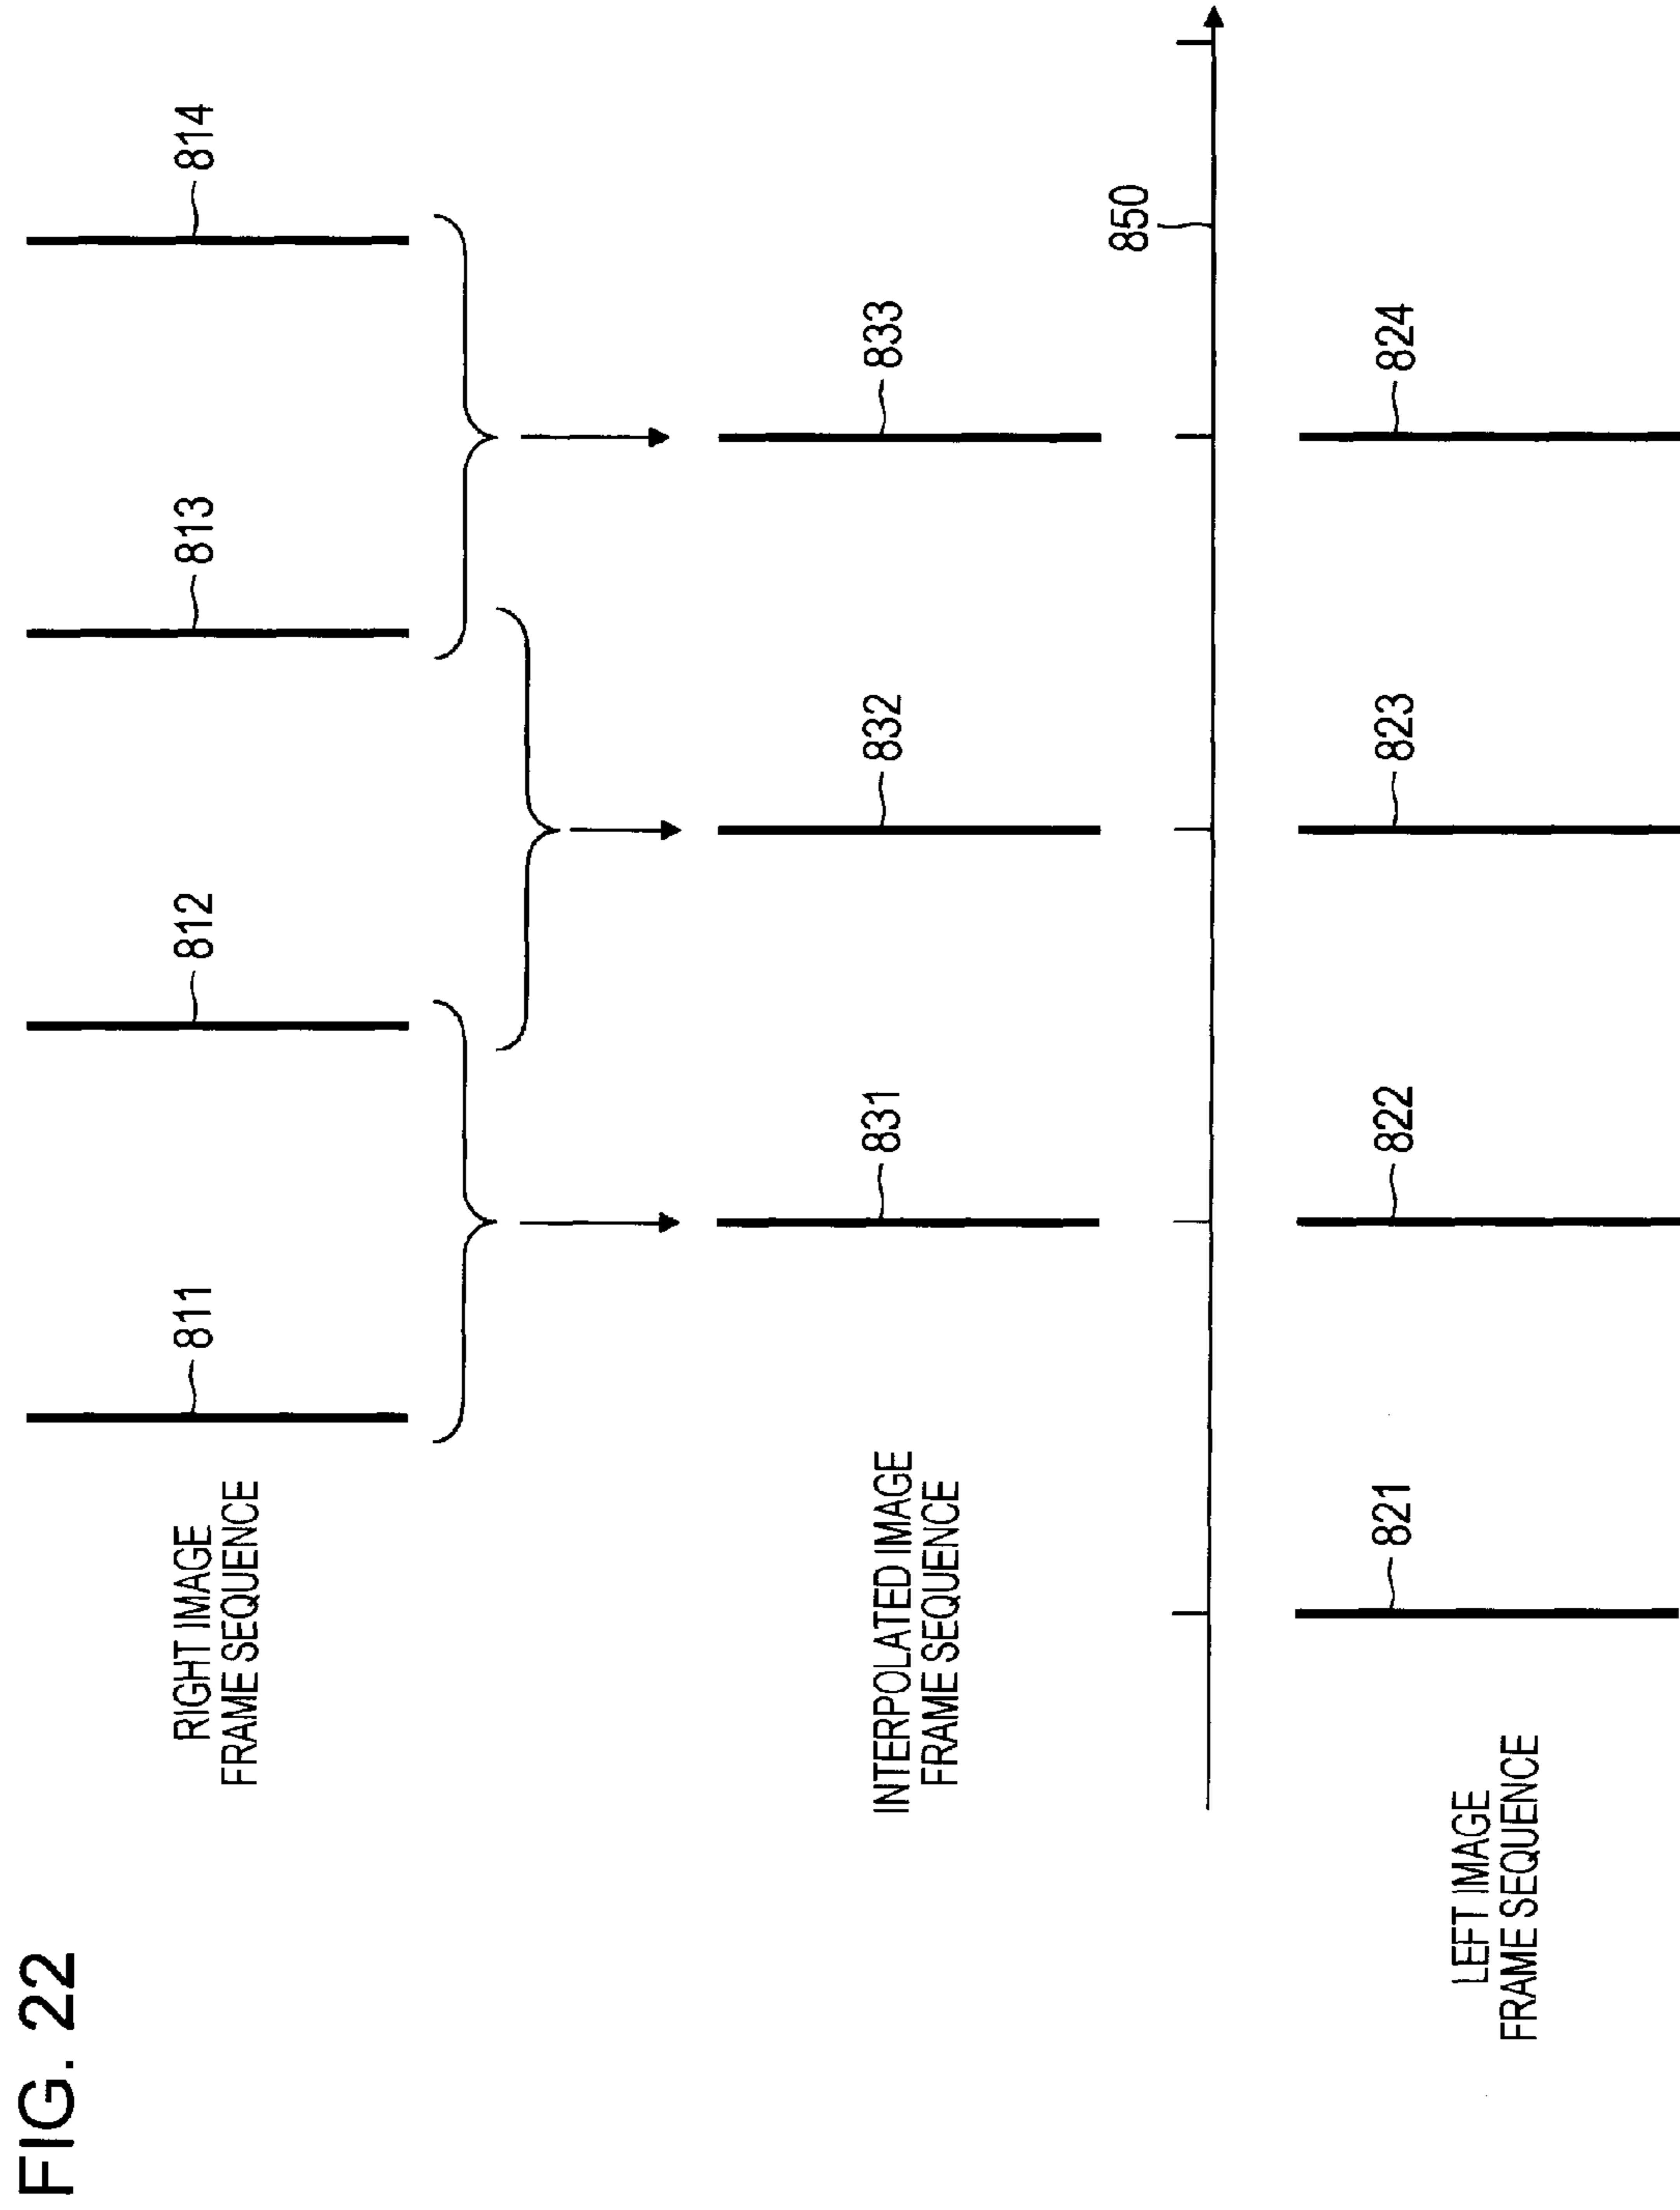 FIG. 22
RIGHT IMAGE
FRAME SEQUENCE
811
812
813
814
INTERPOLATED IMAGE
FRAME SEQUENCE
831
832
833
850
LEFT IMAGE
FRAME SEQUENCE
821
822
823
824